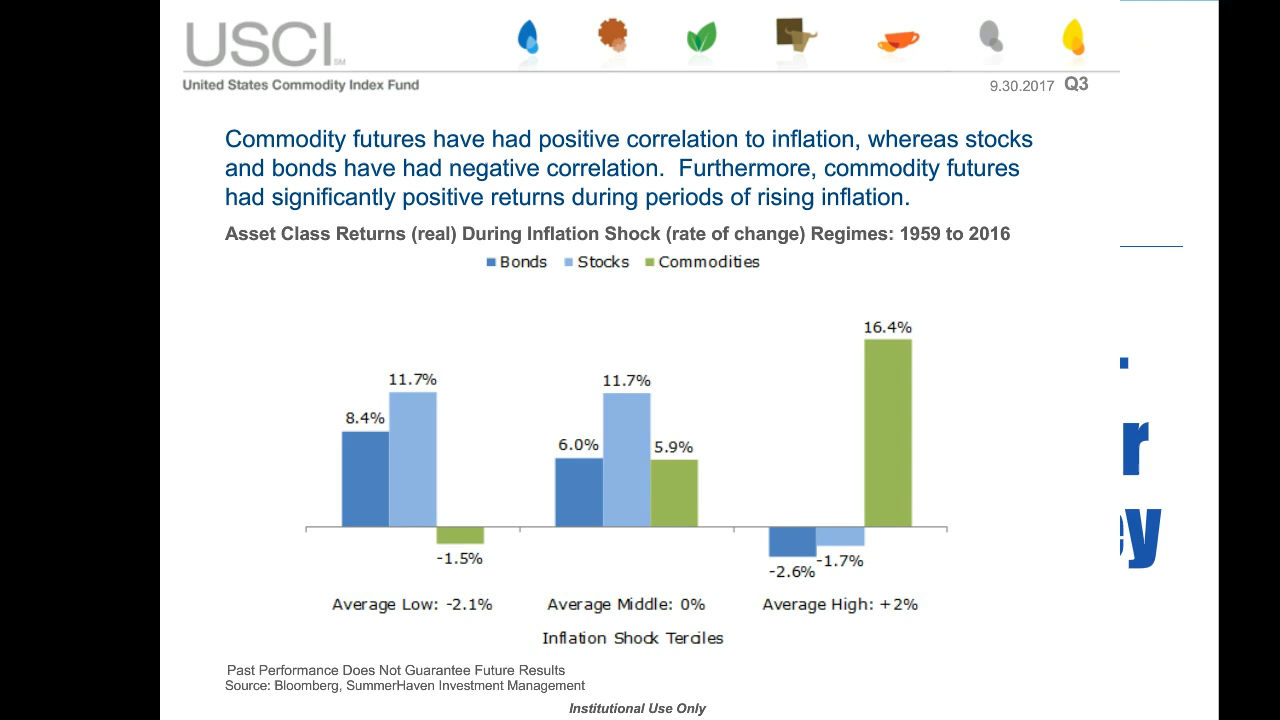 USCI SM
United States Commodity Index Fund
9.30.2017 Q3
Commodity futures have had positive correlation to inflation, whereas stocks
and bonds have had negative correlation. Furthermore, commodity futures
had significantly positive returns during periods of rising inflation.
Asset Class Returns (real) During Inflation Shock (rate of change) Regimes: 1959 to 2016
Bonds Stocks Commodities
16.4%
11.7% 11.7%
8.4%
6.0% 5.9%
-1.5%
-2.6% -1.7%
Average Low: -2.1% Average Middle: 0% Average High: +2%
Inflation Shock Terciles
Past Performance Does Not Guarantee Future Results
Source: Bloomberg, SummerHaven Investment Management
Institutional Use Only